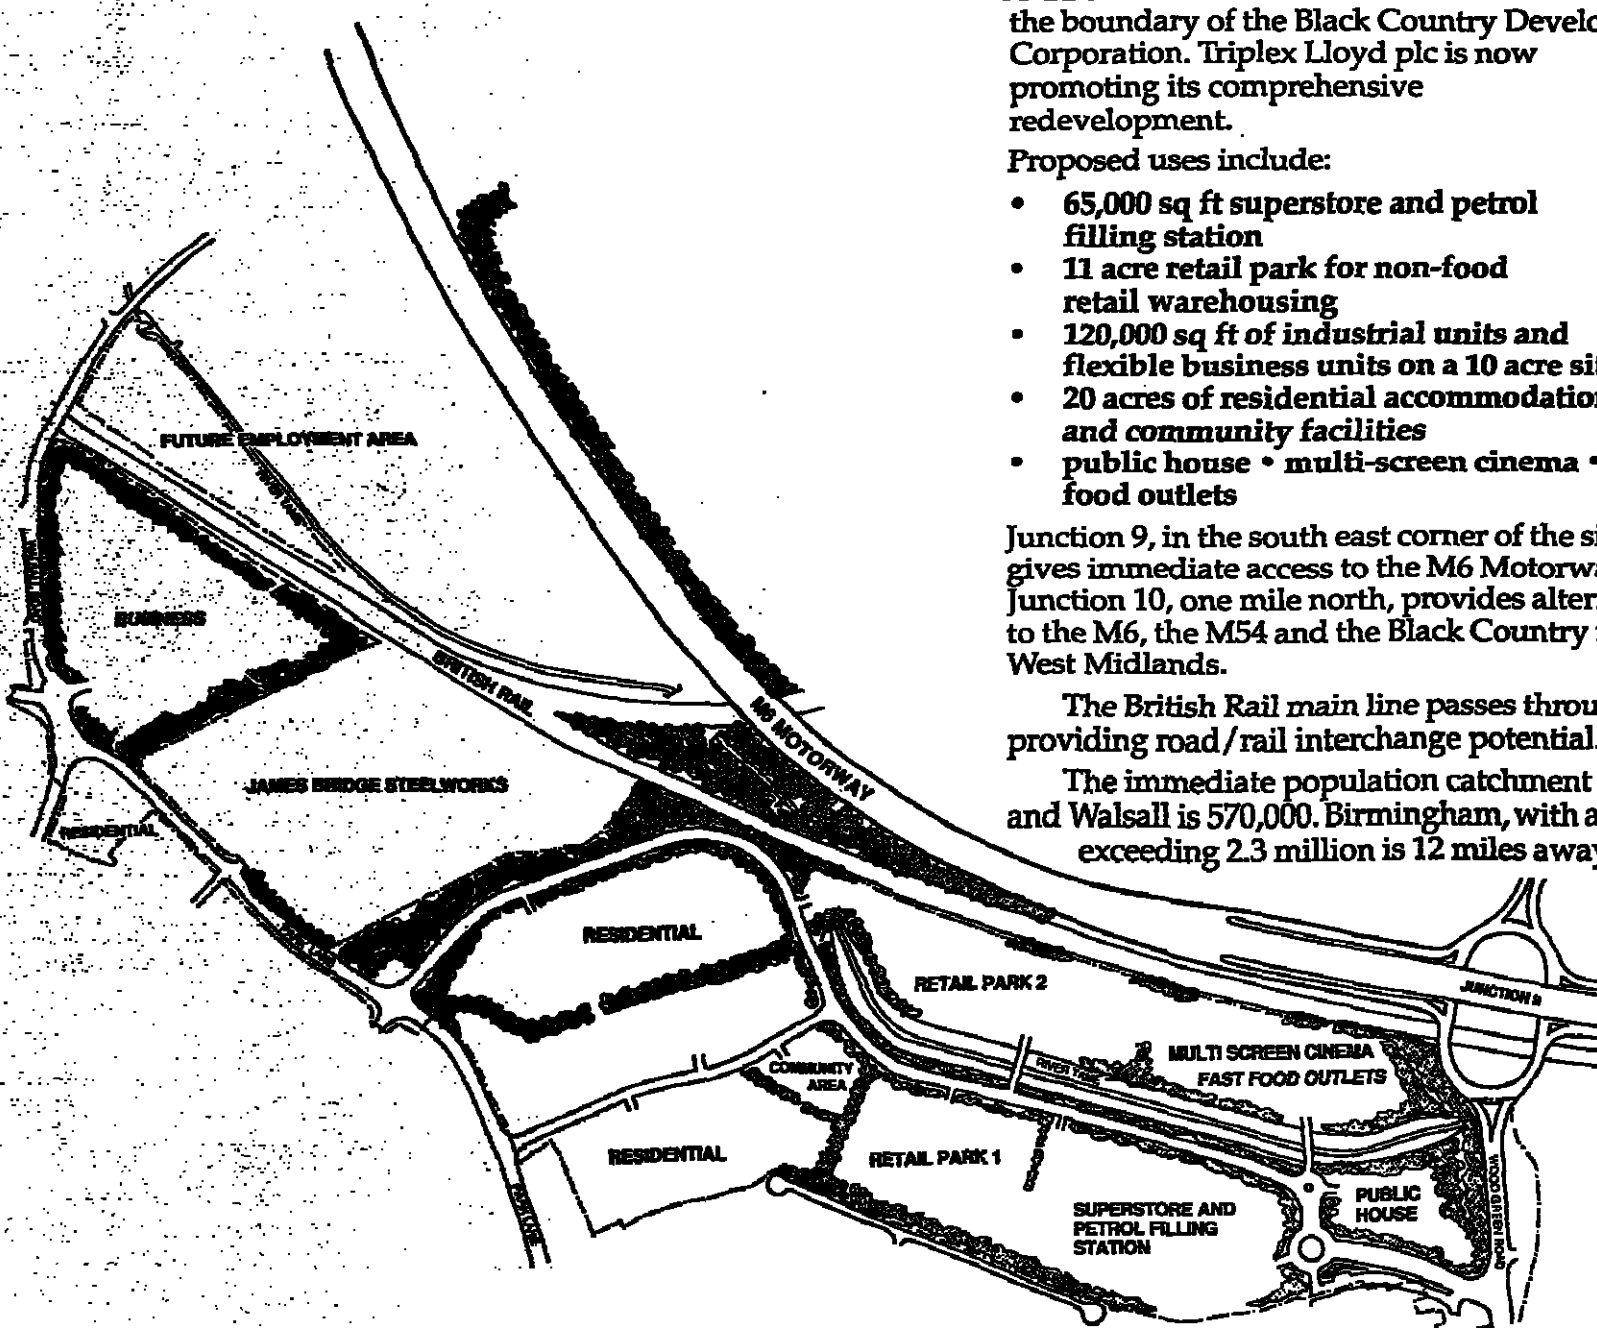 the boundary of the Black Country Develo
Corporation. Triplex Lloyd plc is now
promoting its comprehensive
redevelopment.
Proposed uses include:
• 65,000 sq ft superstore and petrol
filling station
• 11 acre retail park for non-food
retail warehousing
• 120,000 sq ft of industrial units and
flexible business units on a 10 acre si
• 20 acres of residential accommodation
and community facilities
• public house • multi-screen cinema •
food outlets
Junction 9, in the south east corner of the si
gives immediate access to the M6 Motorwa
Junction 10, one mile north, provides alter
to the M6, the M54 and the Black Country
West Midlands.
The British Rail main line passes throu
providing road/rail interchange potential.
The immediate population catchment
and Walsall is 570,000. Birmingham, with a
exceeding 2.3 million is 12 miles away
FUTURE EMPLOYMENT AREA
RIVER TAME
BUSINESS
BRITISH RAIL
M6 MOTORWAY
JAMES BRIDGE STEELWORKS
RESIDENTIAL
RESIDENTIAL
RETAIL PARK 2
JUNCTION 9
MULTI SCREEN CINEMA
FAST FOOD OUTLETS
RIVER TAME
COMMUNITY
AREA
RESIDENTIAL
RETAIL PARK 1
PUBLIC
HOUSE
WOOD GREEN ROAD
SUPERSTORE AND
PETROL FILLING
STATION